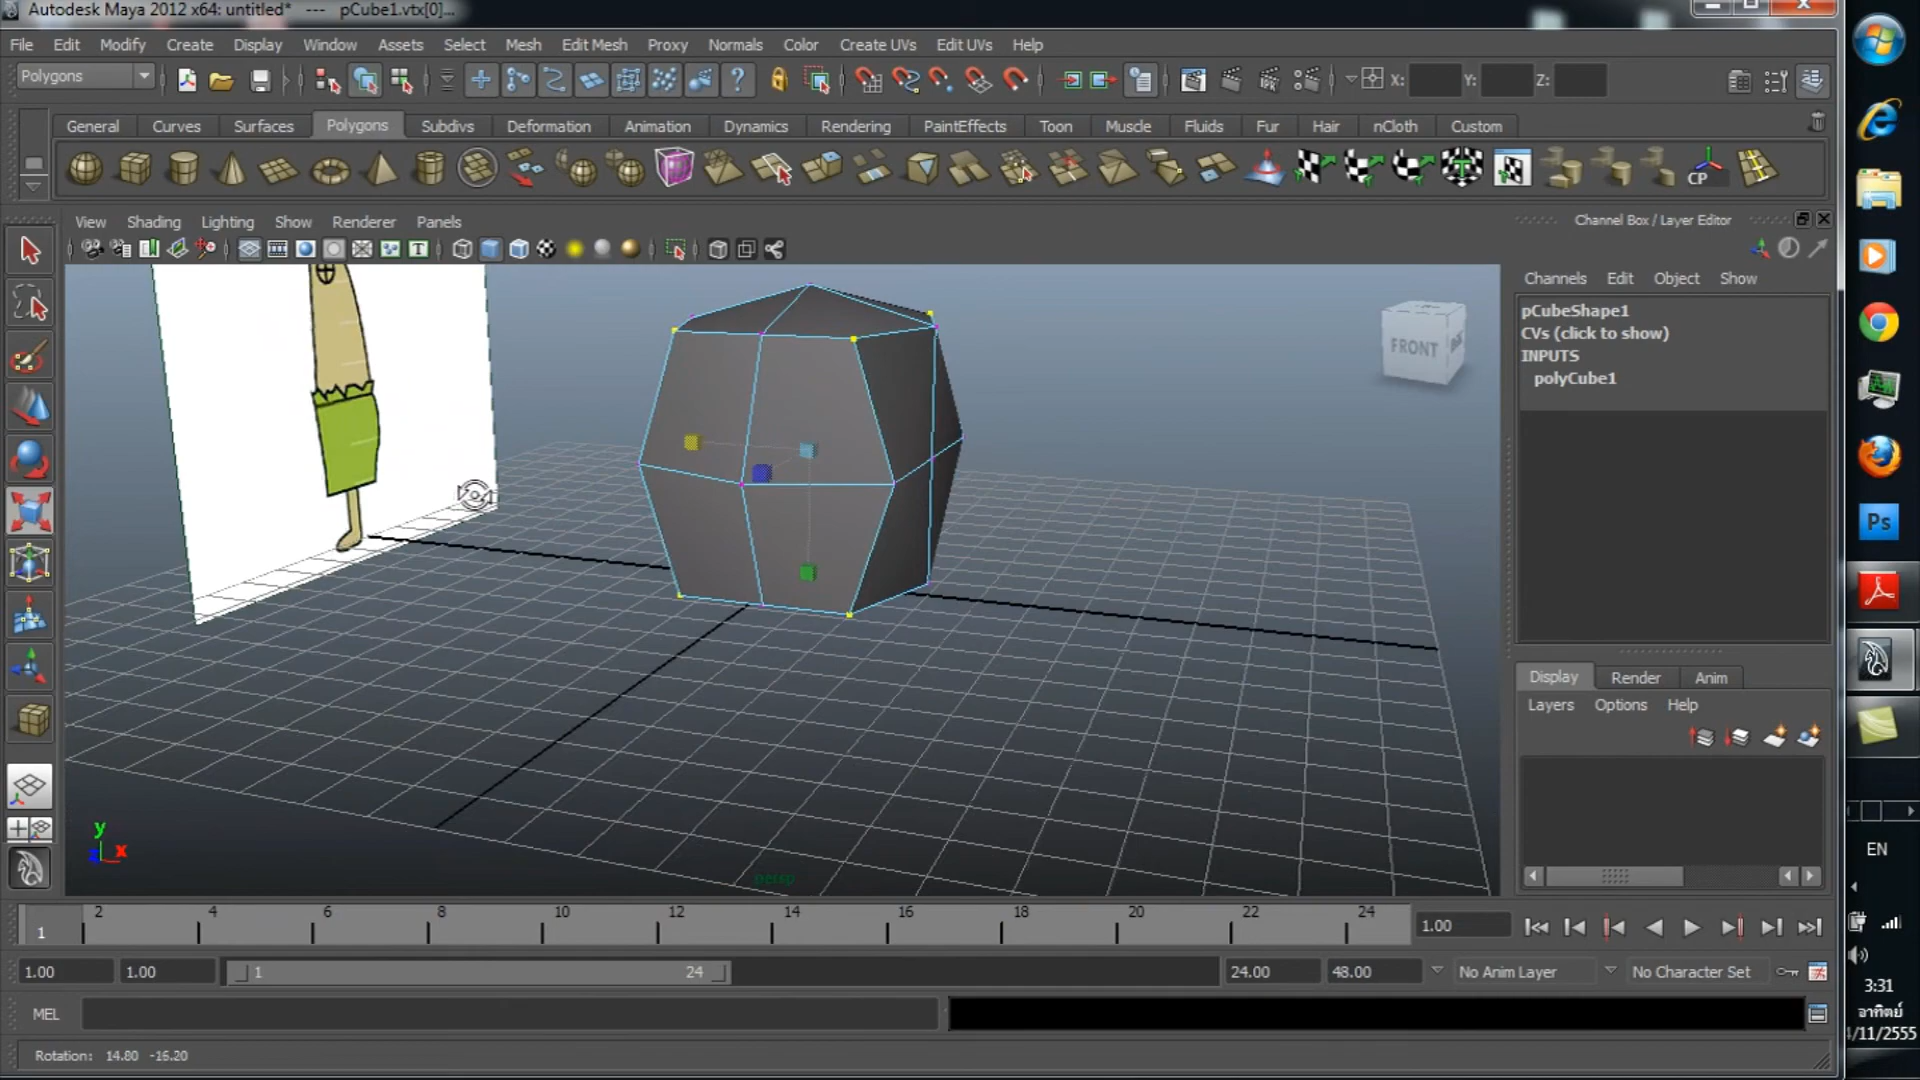 Autodesk Maya 2012 x64: untitled*   ---   pCube1.vtx[0]...
File Edit Modify Create Display Window Assets Select Mesh Edit Mesh Proxy Normals Color Create UVs Edit UVs Help
Polygons X: Y: Z:
General Curves Surfaces Polygons Subdivs Deformation Animation Dynamics Rendering PaintEffects Toon Muscle Fluids Fur Hair nCloth Custom
IPR
CP
View Shading Lighting Show Renderer Panels
Channel Box / Layer Editor
Channels Edit Object Show
pCubeShape1
CVs (click to show)
INPUTS
polyCube1
FRONT
Ps
Display Render Anim
Layers Options Help
y
z x
persp
EN
2 4 6 8 10 12 14 16 18 20 22 24
1 1.00
1.00 1.00 1 24 24.00 48.00 No Anim Layer No Character Set
MEL
Rotation: 14.80 -16.20
3:31
อาทิตย์
4/11/2555